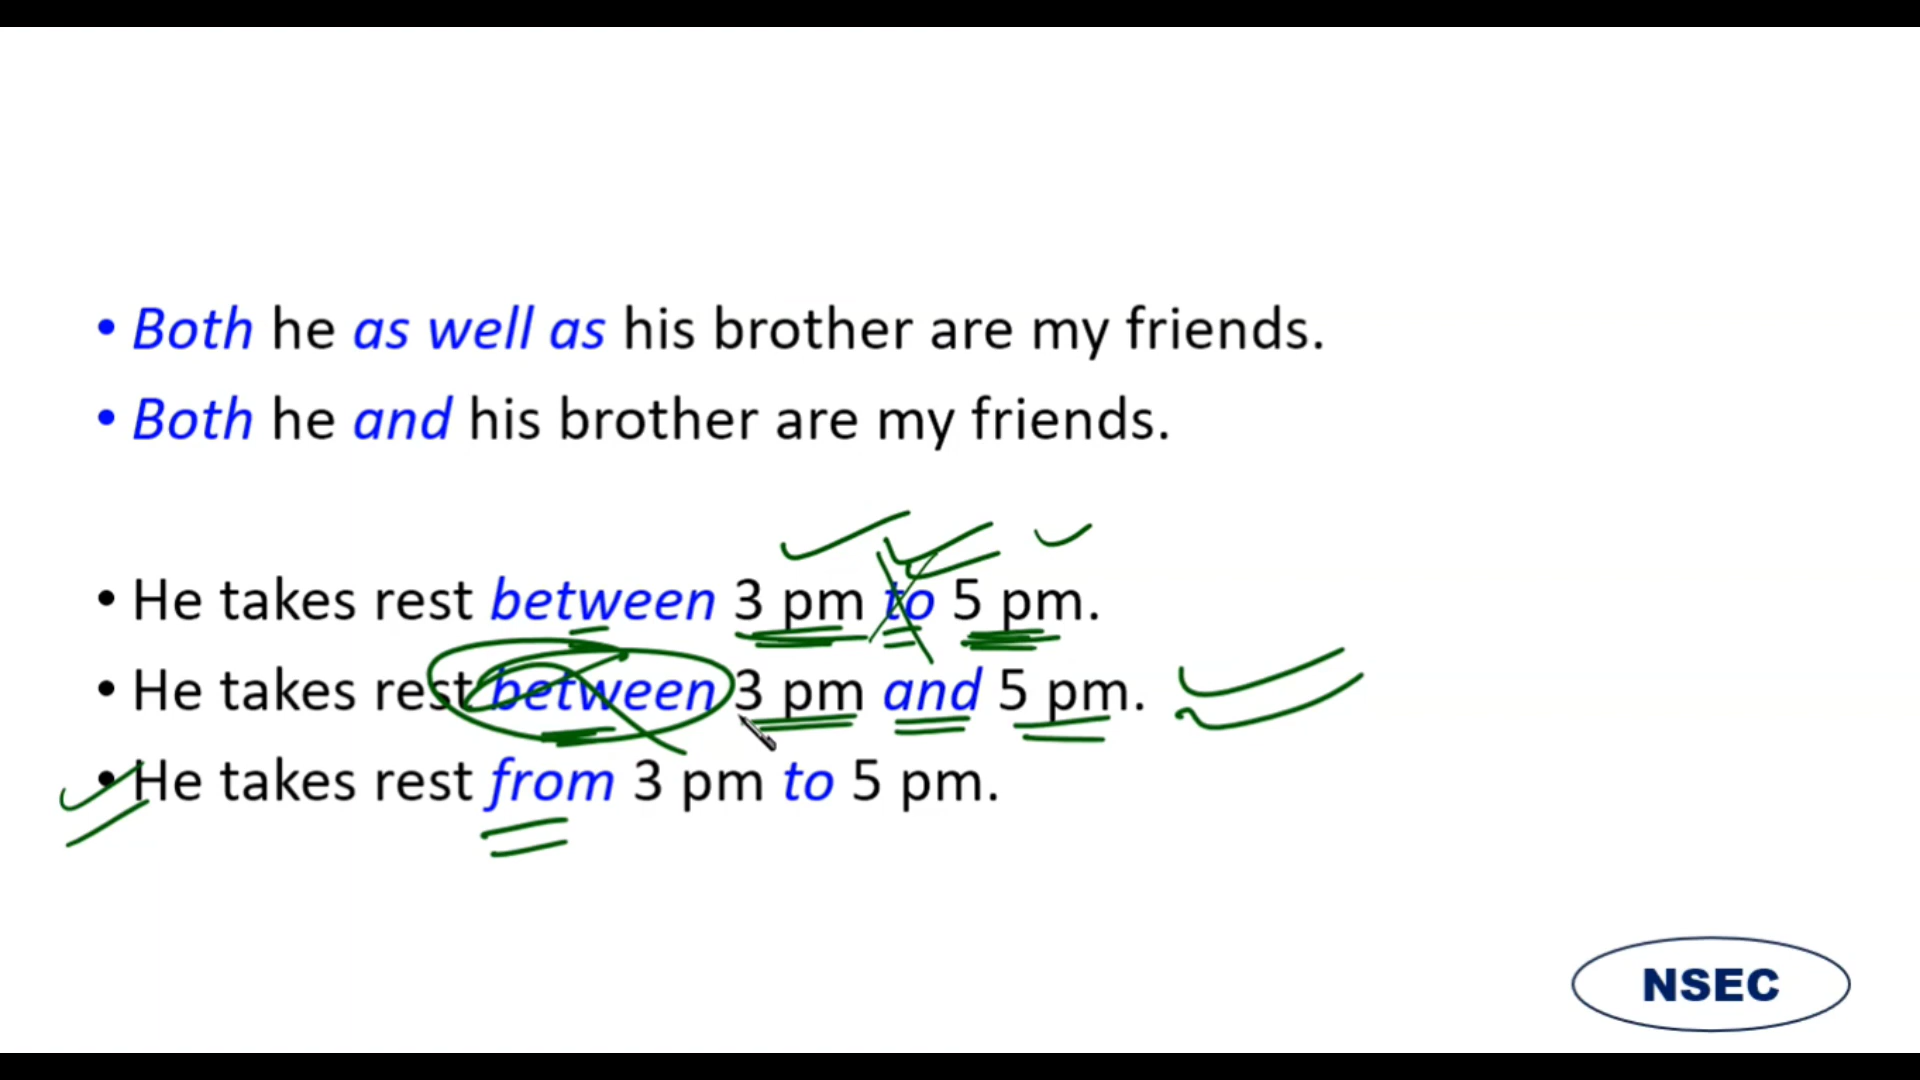 • Both he as well as his brother are my friends.
• Both he and his brother are my friends.
• He takes rest between 3 pm to 5 pm.
• He takes rest between 3 pm and 5 pm.
• He takes rest from 3 pm to 5 pm.
NSEC